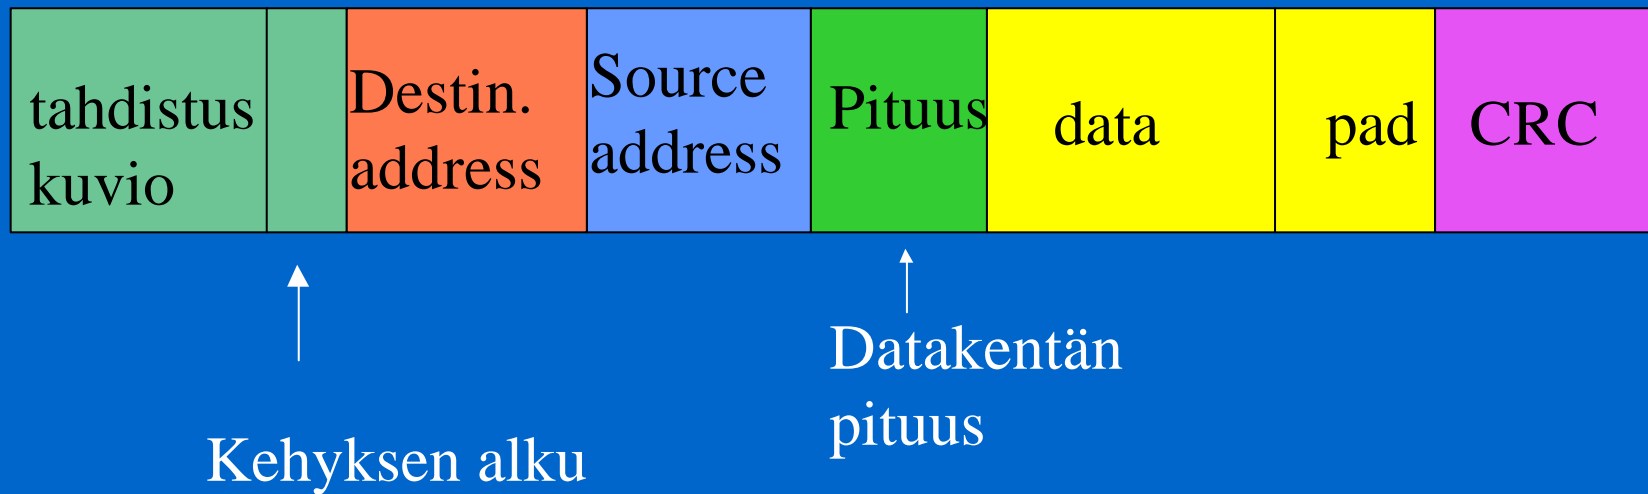 tahdistus
kuvio
Destin.
address
Source
address
Pituus
data
pad
CRC
Datakentän
pituus
Kehyksen alku